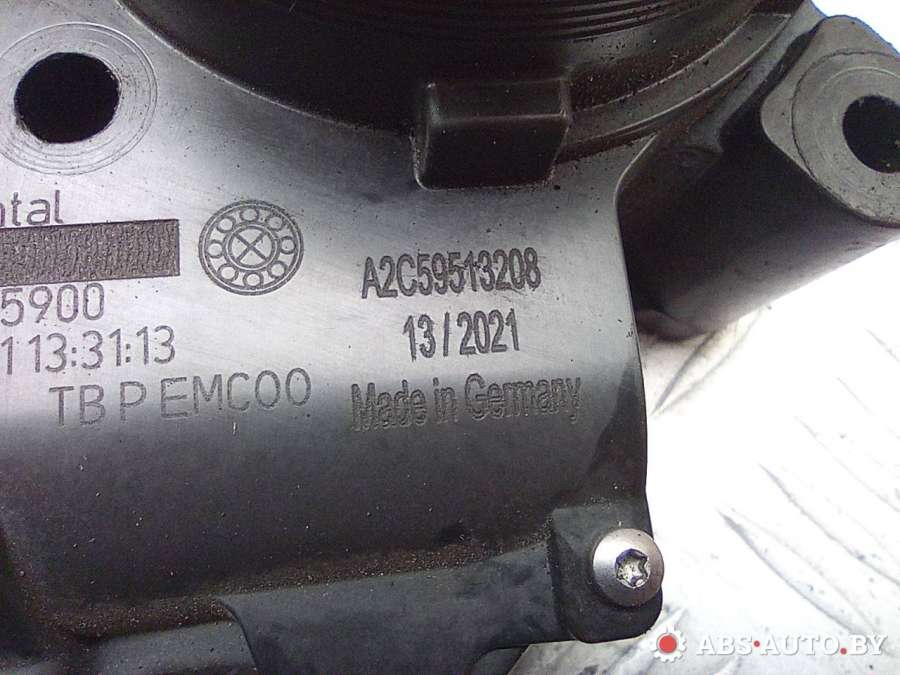 ntal
5900
1 13:31:13
TB P EMC00
A2C59513208
13/2021
Made in Germany
ABS-AUTO.BY